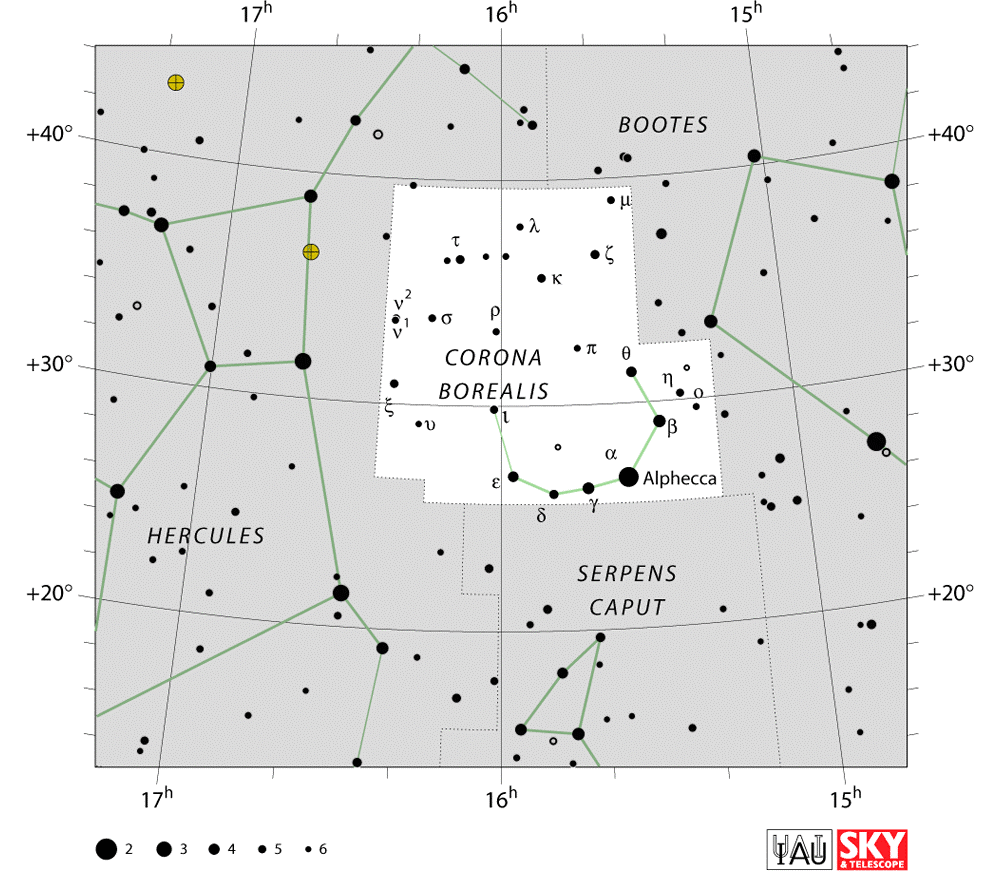 17h
16h
15h
+40°
BOOTES
+40°
μ
λ
τ
ζ
κ
ν2
ν1
σ
ρ
π
CORONA
θ
+30°
+30°
BOREALIS
η
ο
ξ
υ
ι
β
α
ε
Alphecca
γ
δ
HERCULES
SERPENS
CAPUT
+20°
+20°
17h
16h
15h
2
3
4
5
6
IAU
SKY
& TELESCOPE